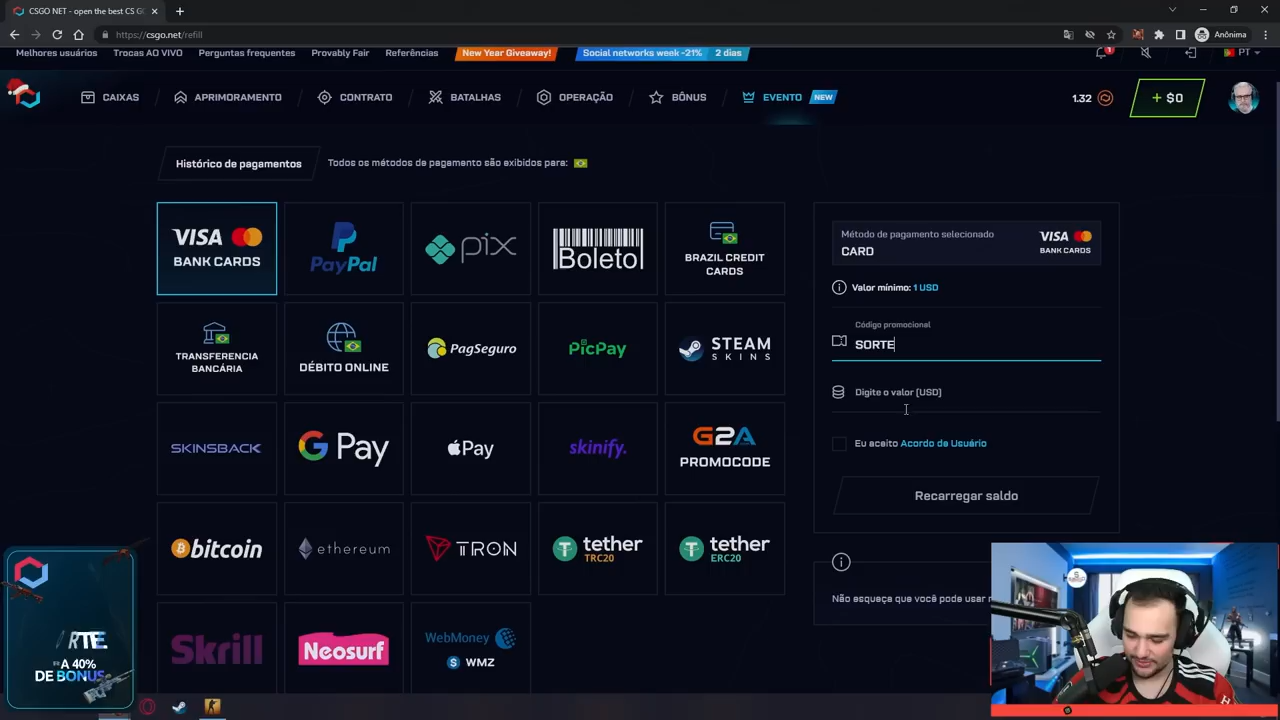 CSGO NET - open the best CS G
https://csgo.net/refill
Anônima
Melhores usuários
Trocas AO VIVO
Perguntas frequentes
Provably Fair
Referências
New Year Giveaway!
Social networks week -21%
2 dias
1
PT
CAIXAS
APRIMORAMENTO
CONTRATO
BATALHAS
OPERAÇÃO
BÔNUS
EVENTO
NEW
1.32
+ $0
Histórico de pagamentos
Todos os métodos de pagamento são exibidos para:
VISA
BANK CARDS
PayPal
pix
Boleto
BRAZIL CREDIT
CARDS
TRANSFERENCIA
BANCÁRIA
DÉBITO ONLINE
PagSeguro
PicPay
STEAM
SKINS
SKINSBACK
G Pay
Pay
skinify.
G2A
PROMOCODE
bitcoin
ethereum
TRON
tether
TRC20
tether
ERC20
Skrill
Neosurf
WebMoney
WMZ
Método de pagamento selecionado
CARD
VISA
BANK CARDS
Valor mínimo: 1 USD
Código promocional
SORTE
Digite o valor (USD)
Eu aceito Acordo de Usuário
Recarregar saldo
Não esqueça que você pode usar
RTE
A 40%
DE BONUS